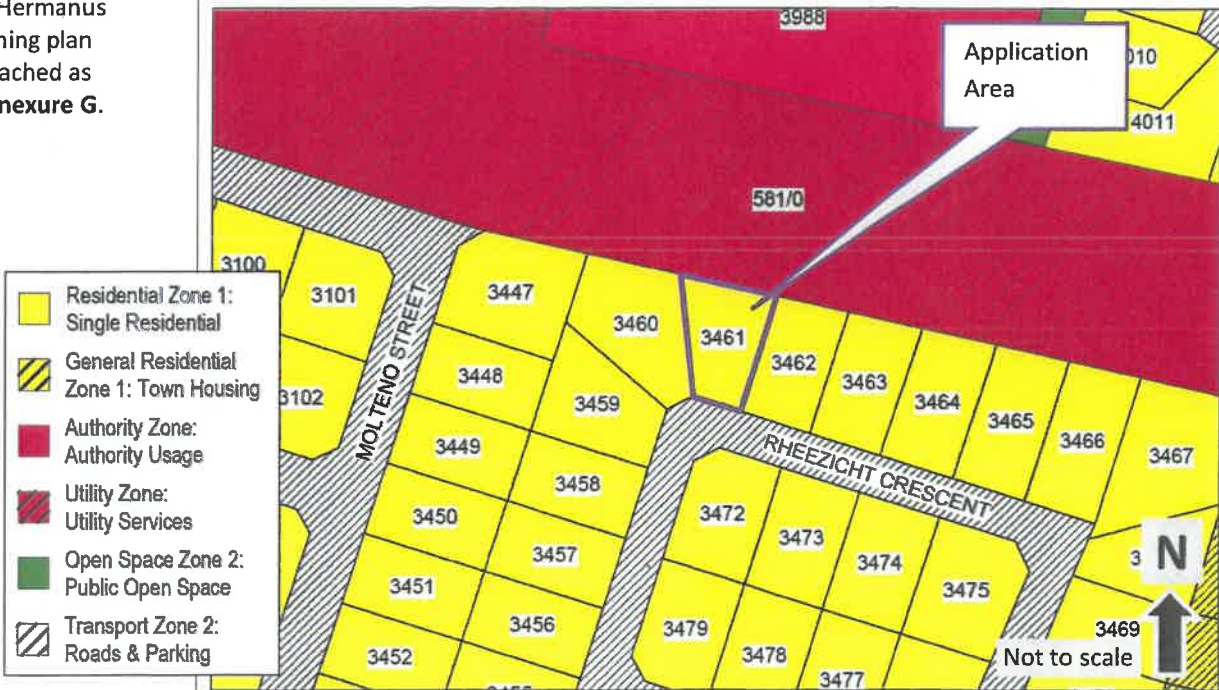 Hermanus
ning plan
ached as
nexure G.
3988
Application
Area
010
4011
581/0
3100
3101
3447
3460
3461
3462
3463
3464
3465
3466
3467
3102
MOLTENO STREET
3448
3459
3449
3458
RHEEZICHT CRESCENT
3450
3457
3472
3473
3474
3475
3451
3456
3479
3478
3477
3452
3469
N
Not to scale
Residential Zone 1:
Single Residential
General Residential
Zone 1: Town Housing
Authority Zone:
Authority Usage
Utility Zone:
Utility Services
Open Space Zone 2:
Public Open Space
Transport Zone 2:
Roads & Parking